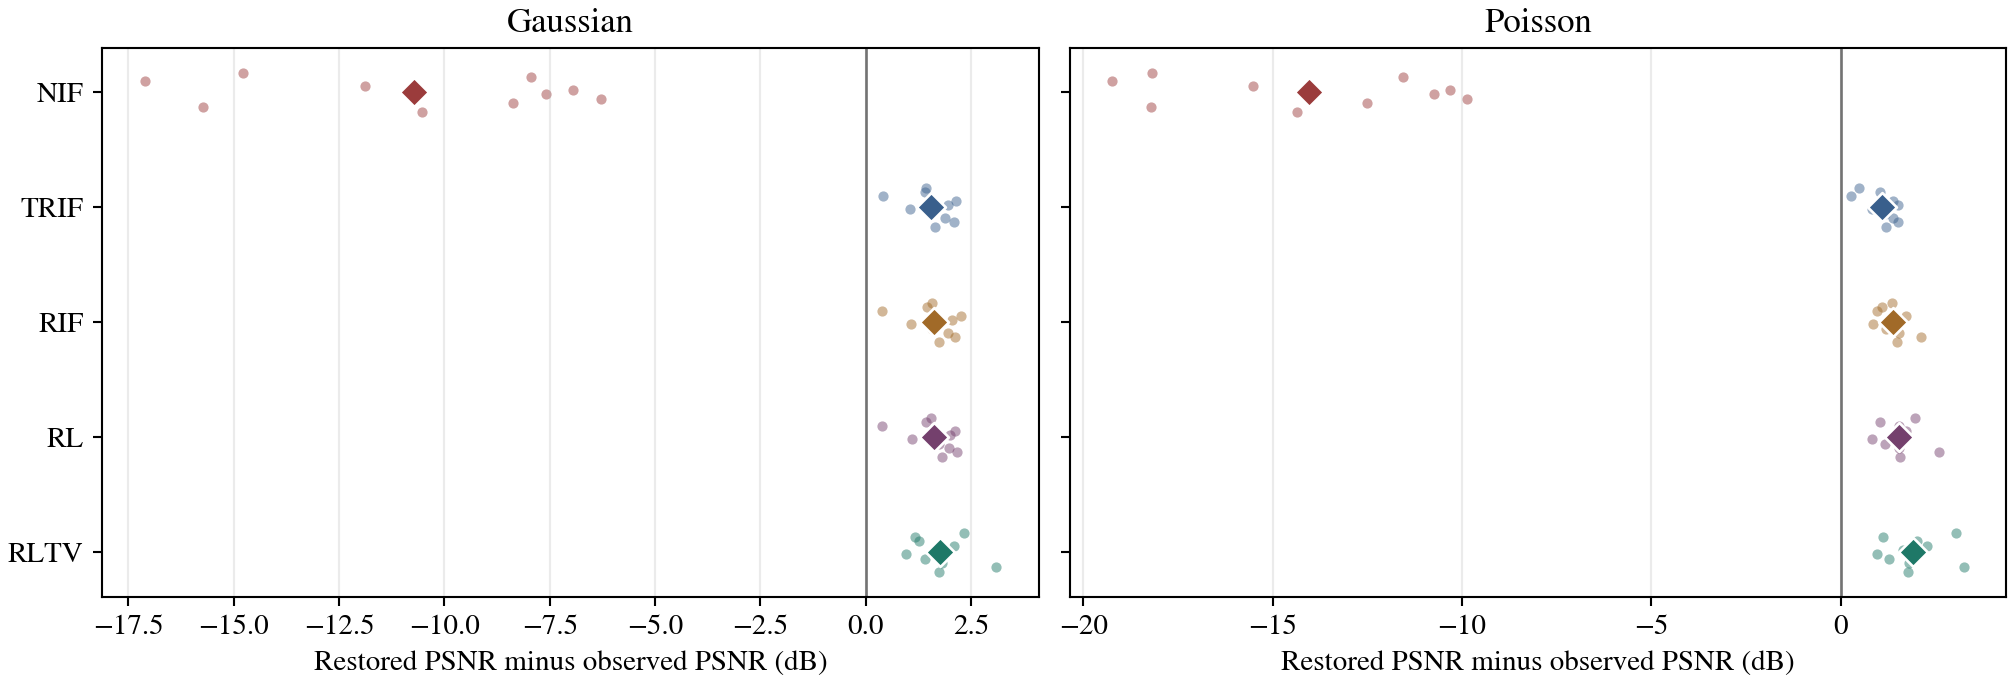 Gaussian
Poisson
NIF
TRIF
RIF
RL
RLTV
−17.5 −15.0 −12.5 −10.0 −7.5 −5.0 −2.5 0.0 2.5
−20 −15 −10 −5 0
Restored PSNR minus observed PSNR (dB)
Restored PSNR minus observed PSNR (dB)